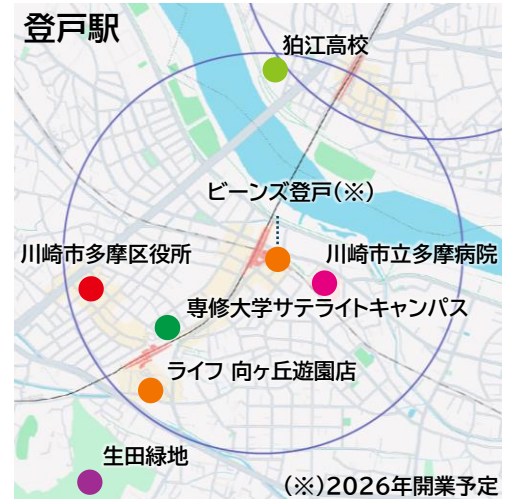 登戸駅
狛江高校
ビーンズ登戸(※)
川崎市多摩区役所
川崎市立多摩病院
専修大学サテライトキャンパス
ライフ 向ヶ丘遊園店
生田緑地
(※)2026年開業予定